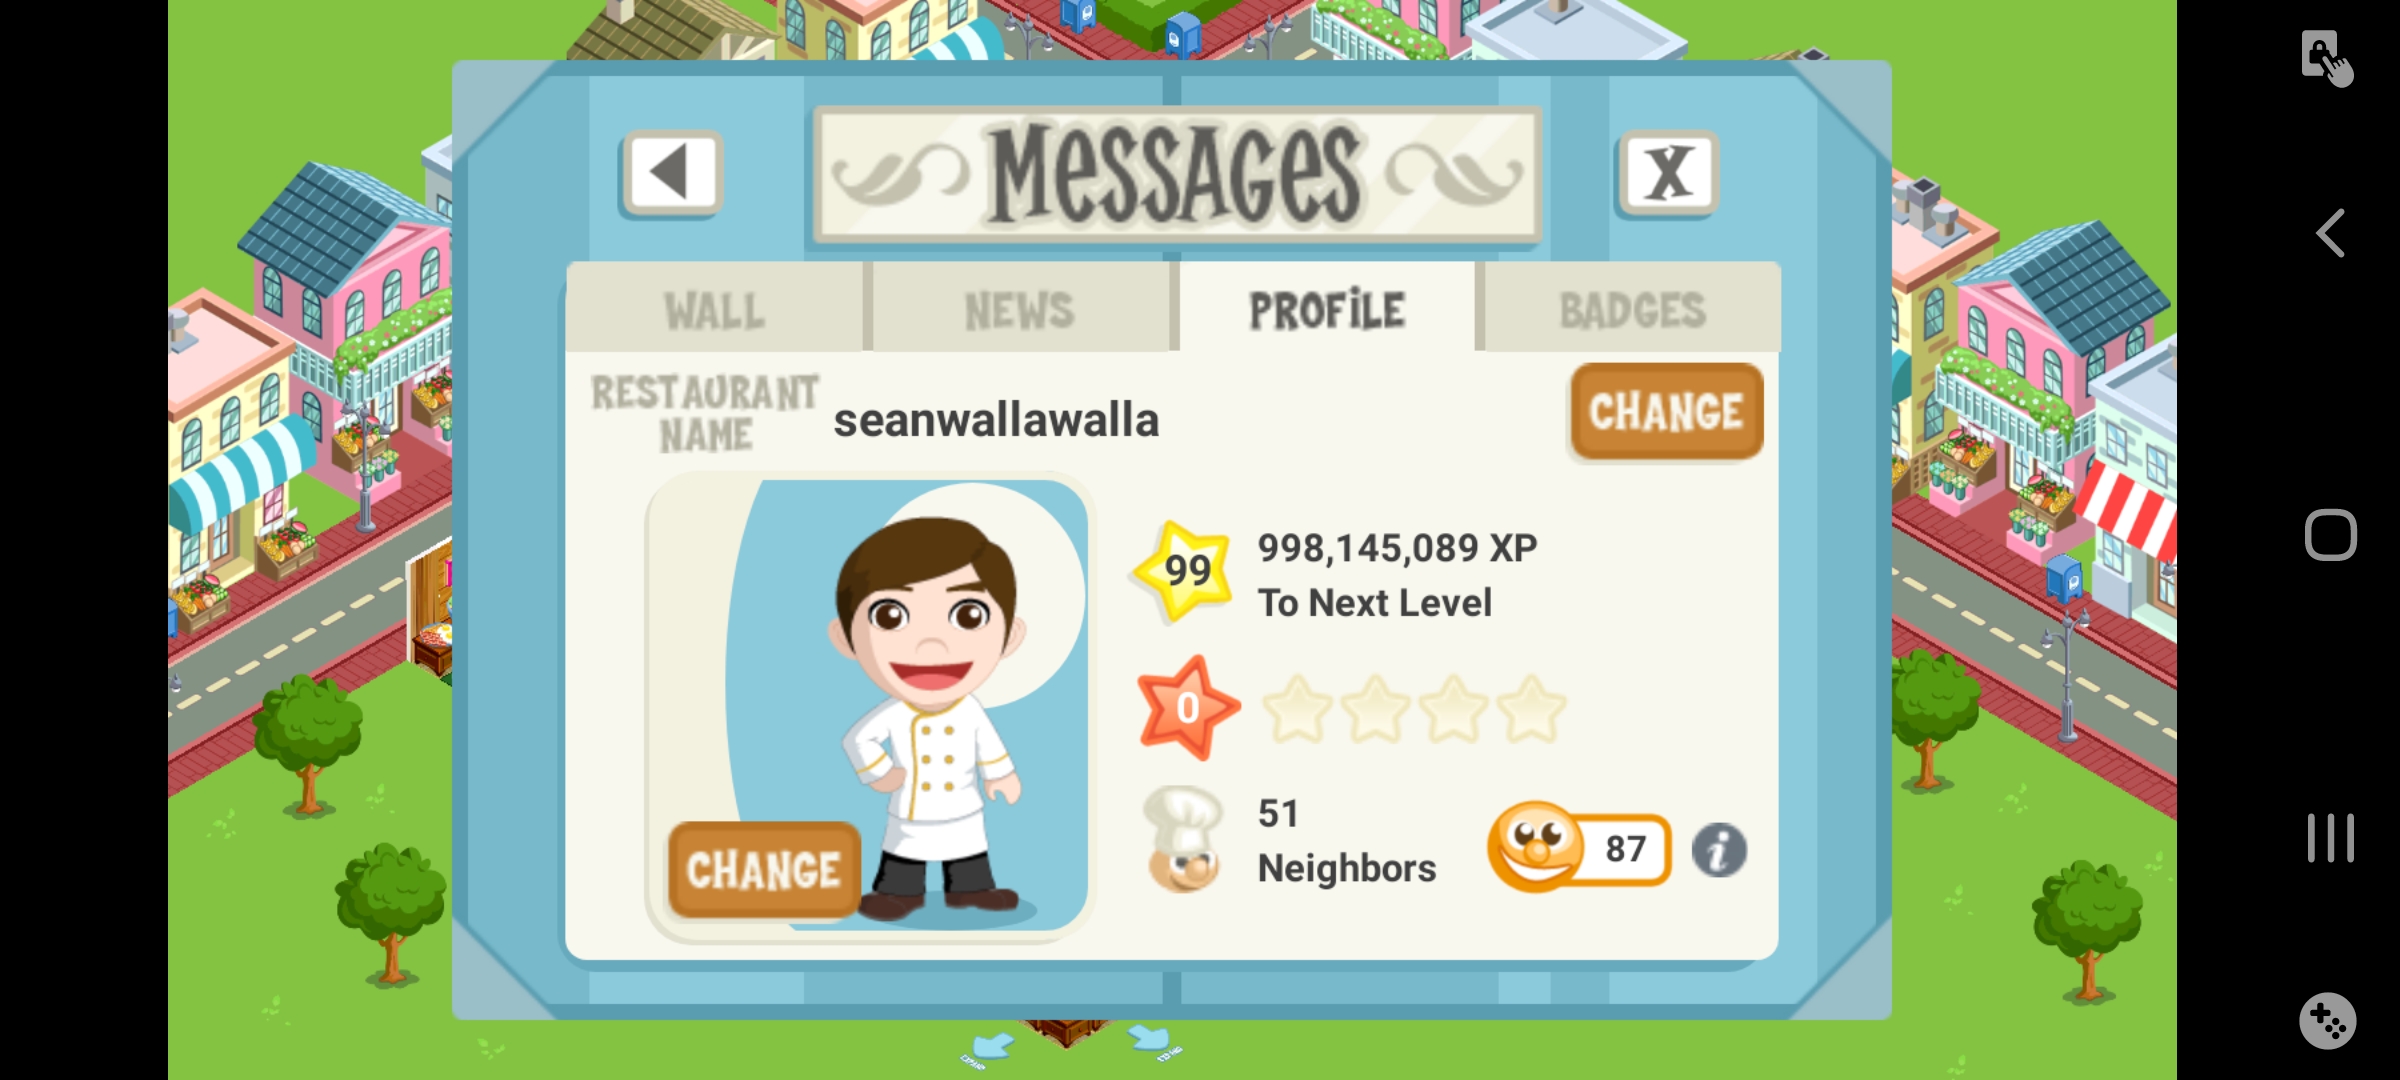 MESSAGES
X
WALL
NEWS
PROFILE
BADGES
RESTAURANT
NAME
seanwallawalla
CHANGE
99
998,145,089 XP
To Next Level
0
51
Neighbors
87
i
CHANGE